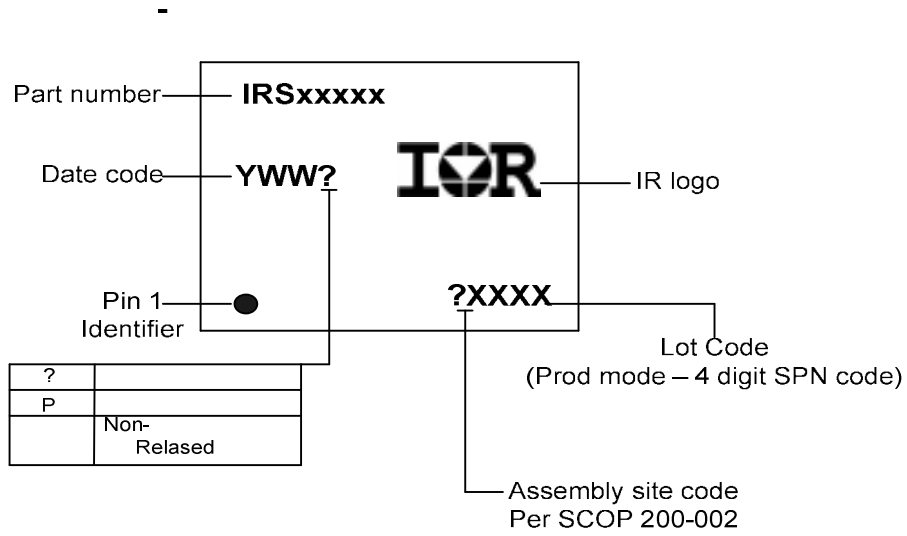 -
Part number
IRSxxxxx
Date code
YWW?
IOR
IR logo
Pin 1
Identifier
?XXXX
Lot Code
(Prod mode – 4 digit SPN code)
?
P
Non-
Relased
Assembly site code
Per SCOP 200-002